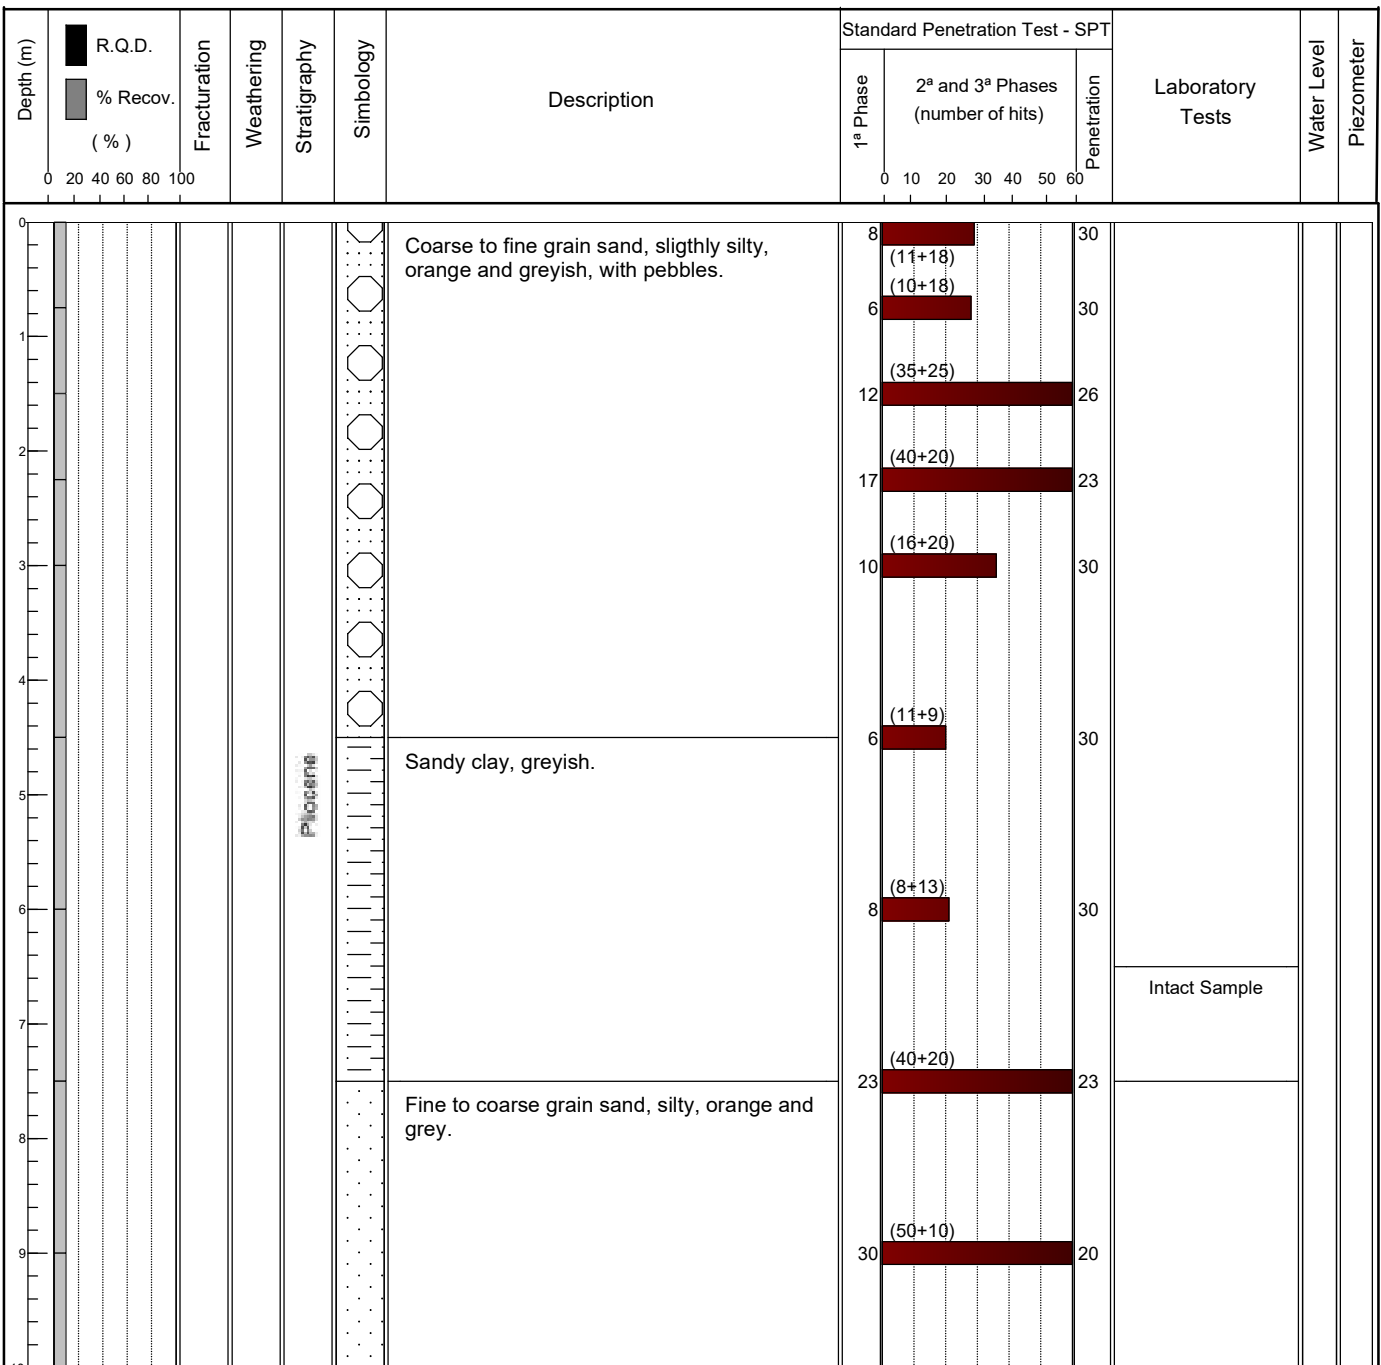 Depth (m)
R.Q.D.
% Recov.
( % )
0 20 40 60 80 100
Fracturation
Weathering
Stratigraphy
Simbology
Description
Standard Penetration Test - SPT
1ª Phase
2ª and 3ª Phases
(number of hits)
0 10 20 30 40 50 60
Penetration
Laboratory
Tests
Water Level
Piezometer
0
Coarse to fine grain sand, sligthly silty,
orange and greyish, with pebbles.
8 30
(11+18)
(10+18)
6 30
1
(35+25)
12 26
2
(40+20)
17 23
(16+20)
3 10 30
4
(11+9)
6 30
Sandy clay, greyish.
Pliocene
5
(8+13)
6 8 30
Intact Sample
7
(40+20)
23 23
Fine to coarse grain sand, silty, orange and
grey.
8
(50+10)
9 30 20